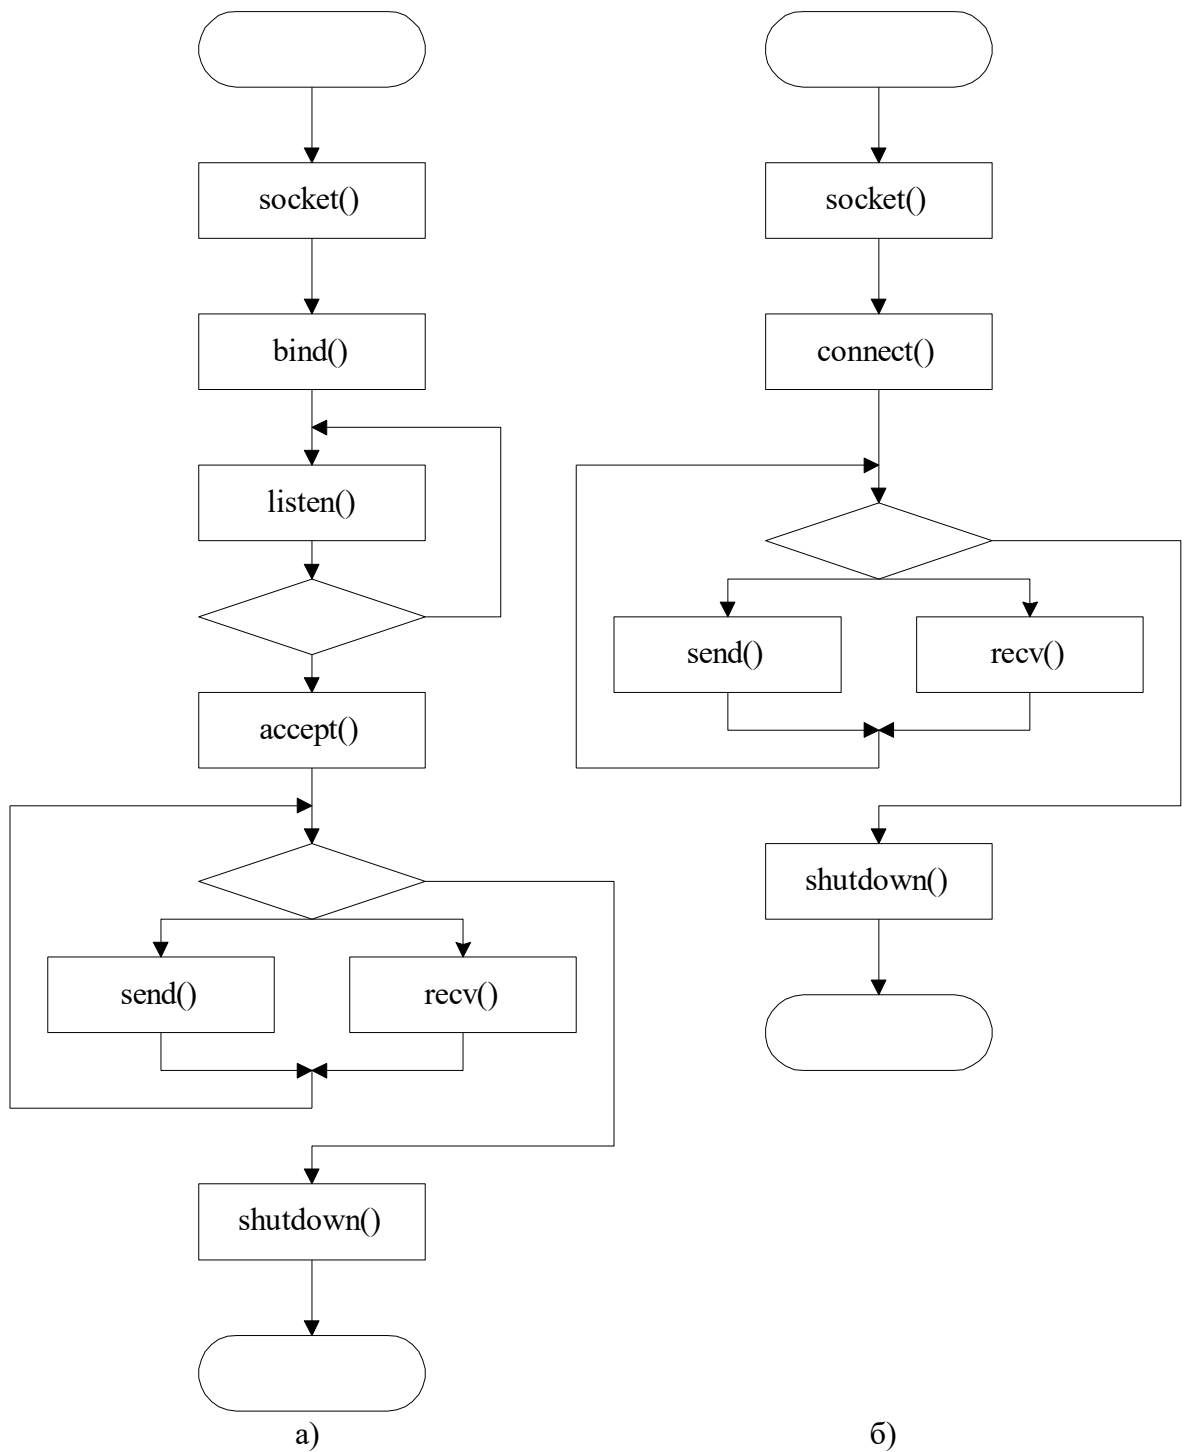 socket()
bind()
listen()
accept()
send()
recv()
shutdown()
а)
socket()
connect()
send()
recv()
shutdown()
б)